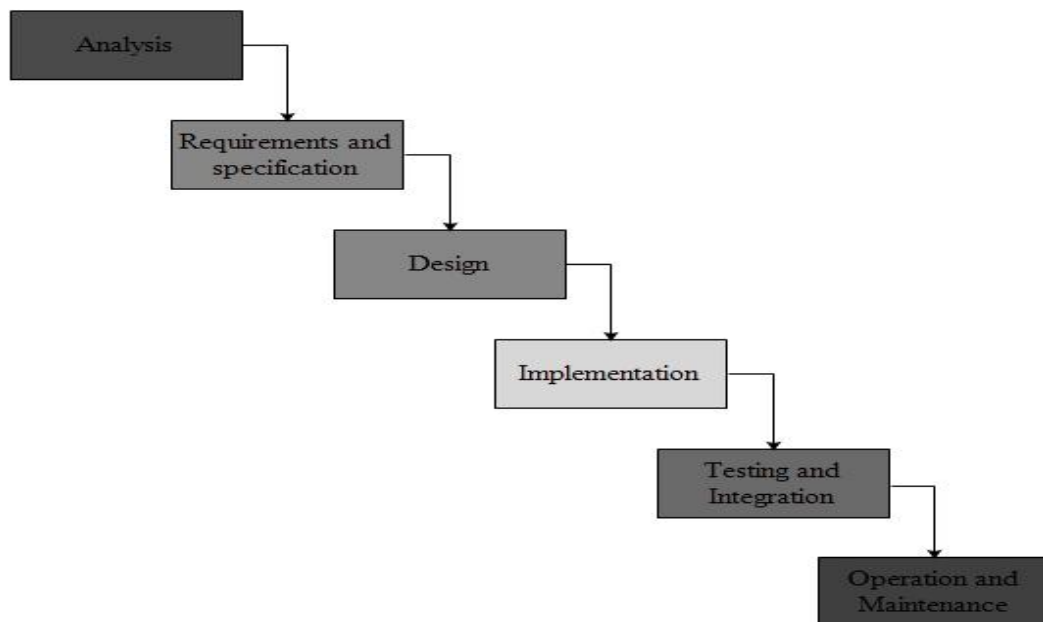 Analysis
Requirements and
specification
Design
Implementation
Testing and
Integration
Operation and
Maintenance